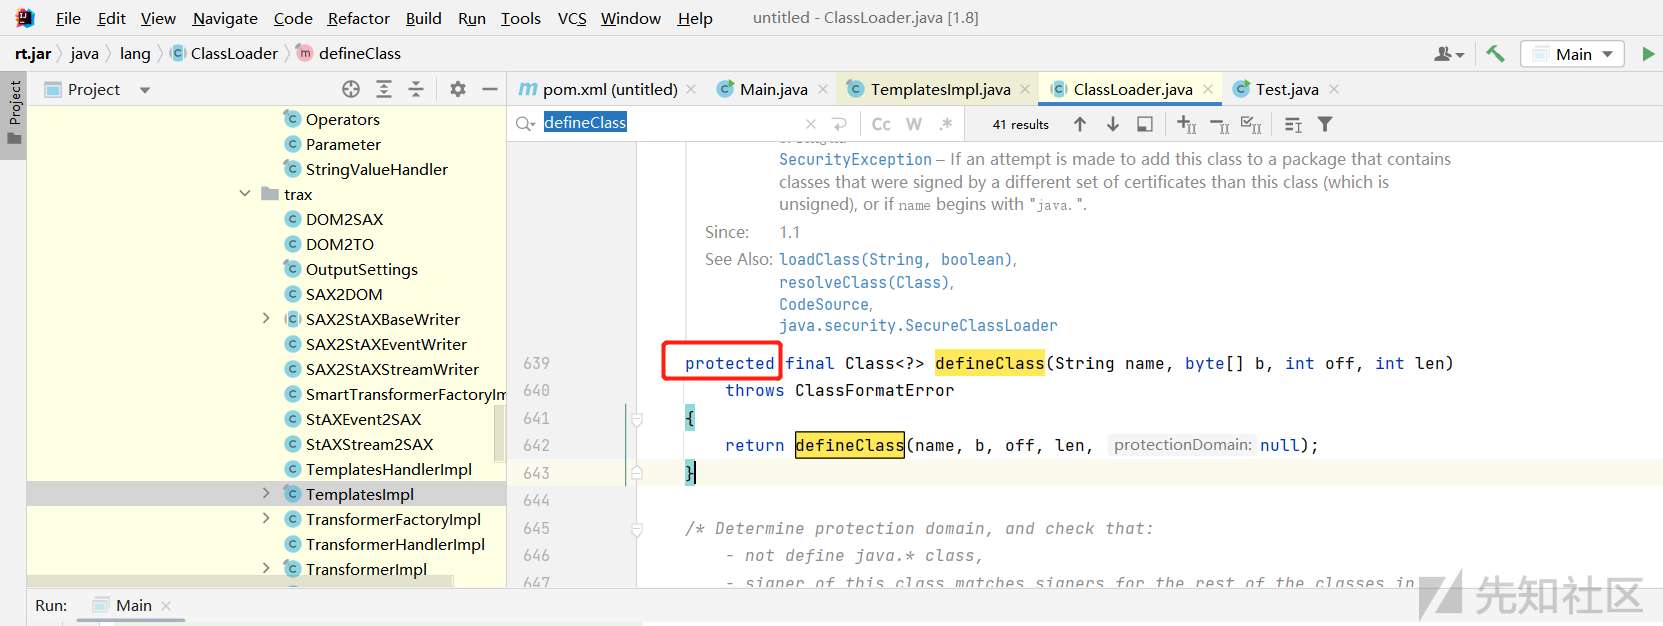 File Edit View Navigate Code Refactor Build Run Tools VCS Window Help untitled - ClassLoader.java [1.8]
rt.jar java lang ClassLoader defineClass Main
Project
Project pom.xml (untitled) Main.java TemplatesImpl.java ClassLoader.java Test.java
defineClass Cc W .* 41 results
Operators
Parameter
StringValueHandler
trax
DOM2SAX
DOM2TO
OutputSettings
SAX2DOM
SAX2StAXBaseWriter
SAX2StAXEventWriter
SAX2StAXStreamWriter
SmartTransformerFactoryIm
StAXEvent2SAX
StAXStream2SAX
TemplatesHandlerImpl
TemplatesImpl
TransformerFactoryImpl
TransformerHandlerImpl
TransformerImpl
SecurityException – If an attempt is made to add this class to a package that contains
classes that were signed by a different set of certificates than this class (which is
unsigned), or if name begins with "java. ".
Since: 1.1
See Also: loadClass(String, boolean),
resolveClass(Class),
CodeSource,
java.security.SecureClassLoader
639 protected final Class<?> defineClass(String name, byte[] b, int off, int len)
640 throws ClassFormatError
641 {
642 return defineClass(name, b, off, len, protectionDomain: null);
643 }
644
645 /* Determine protection domain, and check that:
646 - not define java.* class,
647 - signer of this class matches signers for the rest of the classes in
Run: Main
先知社区